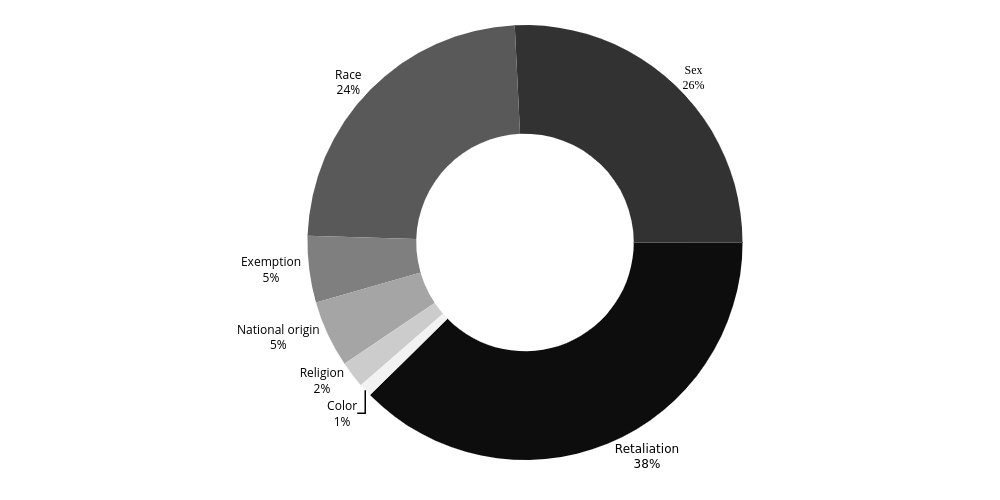 Sex
26%
Race
24%
Exemption
5%
National origin
5%
Religion
2%
Color
1%
Retaliation
38%